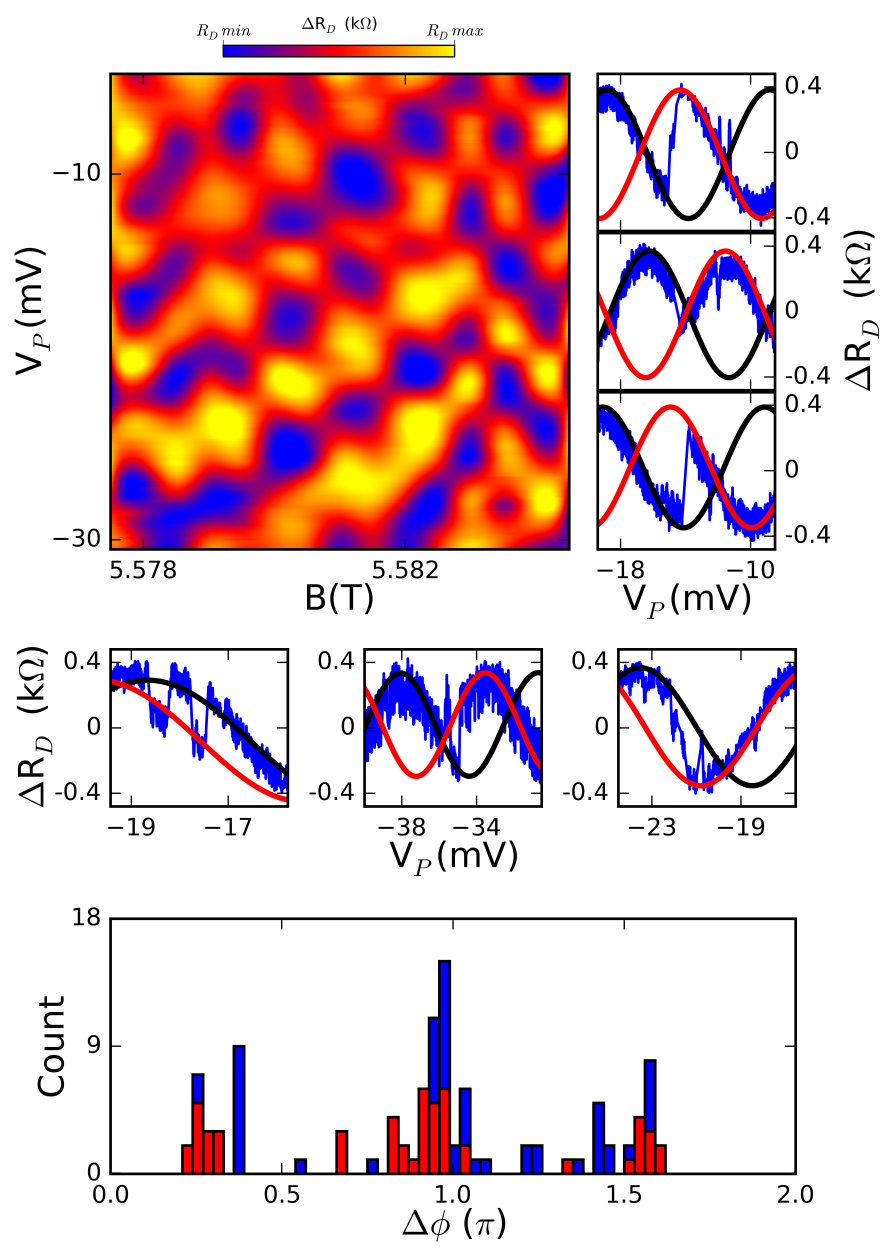 R_D min ΔR_D (kΩ) R_D max
−10
−30
V_P(mV)
5.578 5.582
B(T)
0.4
0
-0.4
0.4
0
-0.4
0.4
0
-0.4
ΔR_D (kΩ)
−18 −10
V_P(mV)
0.4
0
-0.4
ΔR_D (kΩ)
−19 −17
0.4
0
-0.4
−38 −34
V_P(mV)
0.4
0
-0.4
−23 −19
18
9
0
Count
0.0 0.5 1.0 1.5 2.0
Δϕ (π)